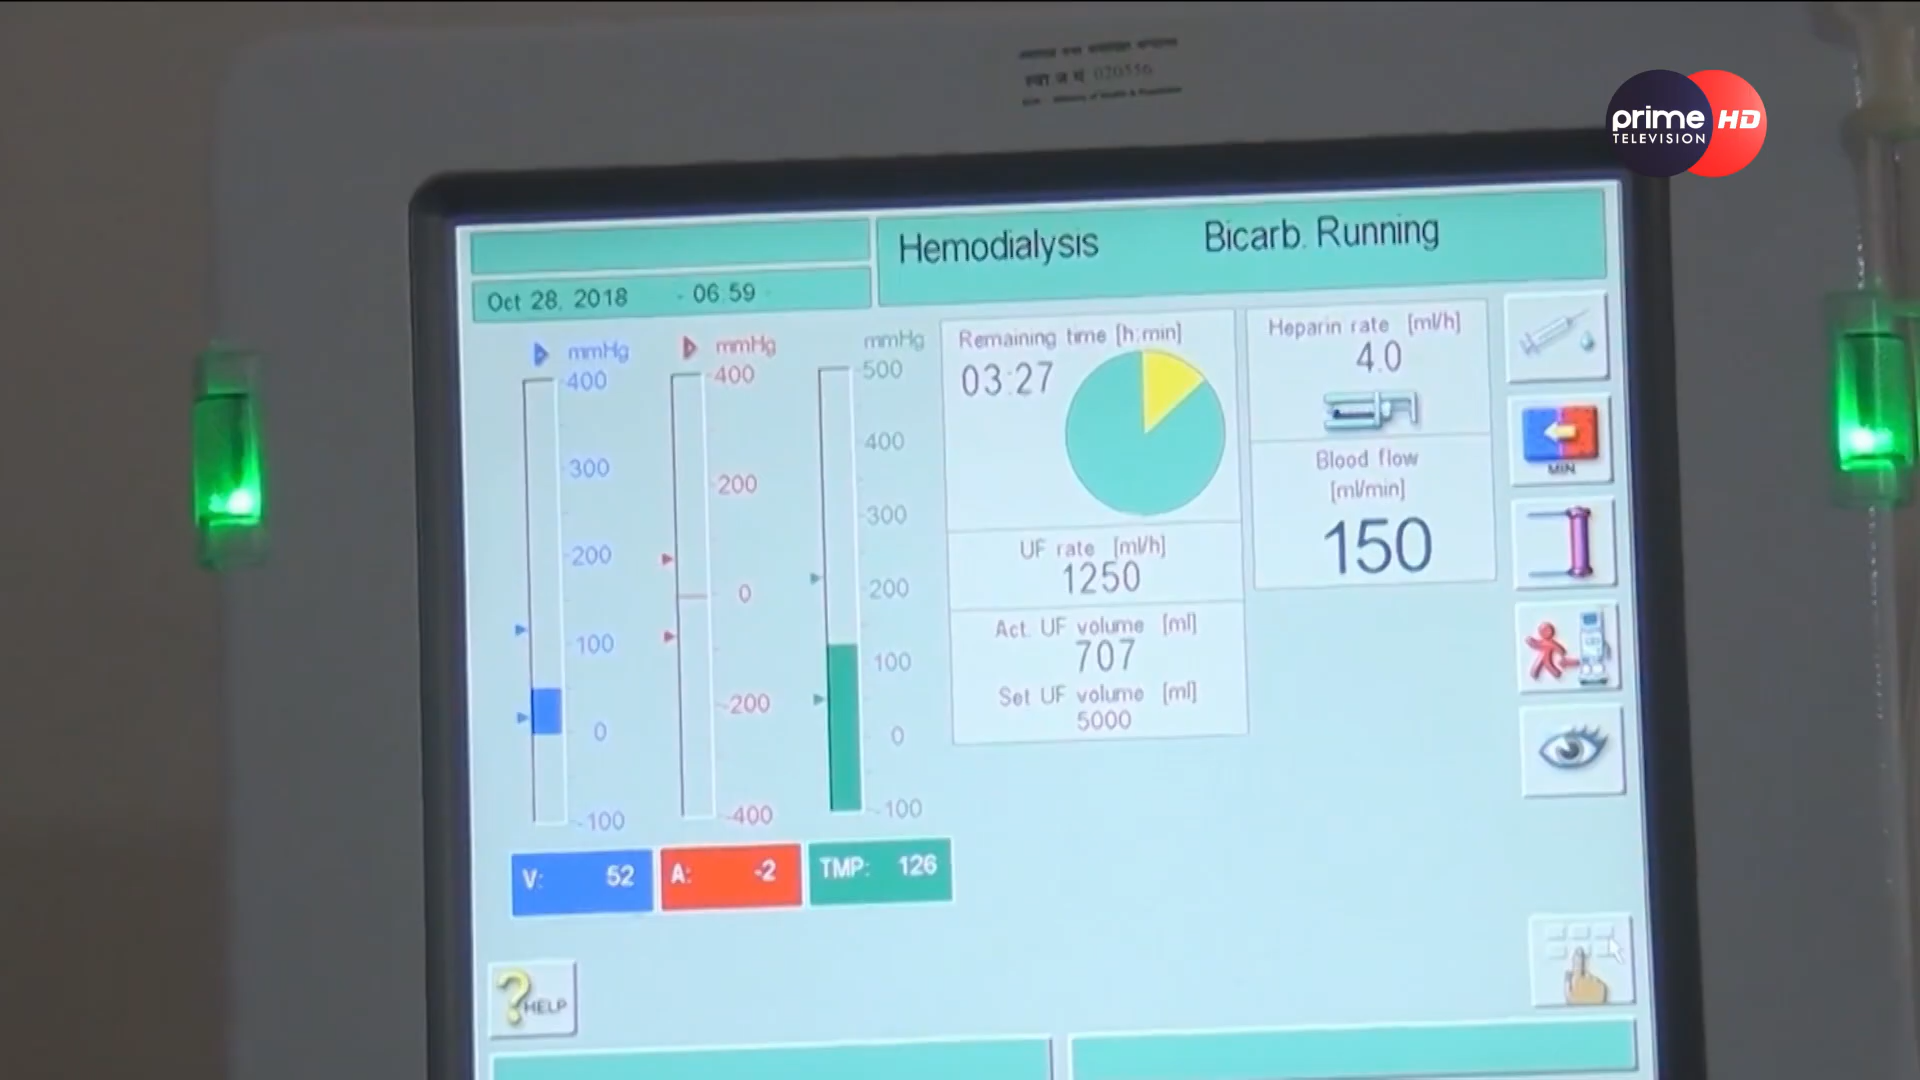 स्वा ज मं 020556
prime HD
TELEVISION
Hemodialysis Bicarb. Running
Oct 28, 2018 - 06:59 -
mmHg
400
300
200
100
0
-100
mmHg
400
200
0
-200
-400
mmHg
500
400
300
200
100
0
-100
Remaining time [h:min]
03:27
UF rate [ml/h]
1250
Act. UF volume [ml]
707
Set UF volume [ml]
5000
Heparin rate [ml/h]
4.0
Blood flow
[ml/min]
150
MIN
V: 52
A: -2
TMP: 126
?HELP